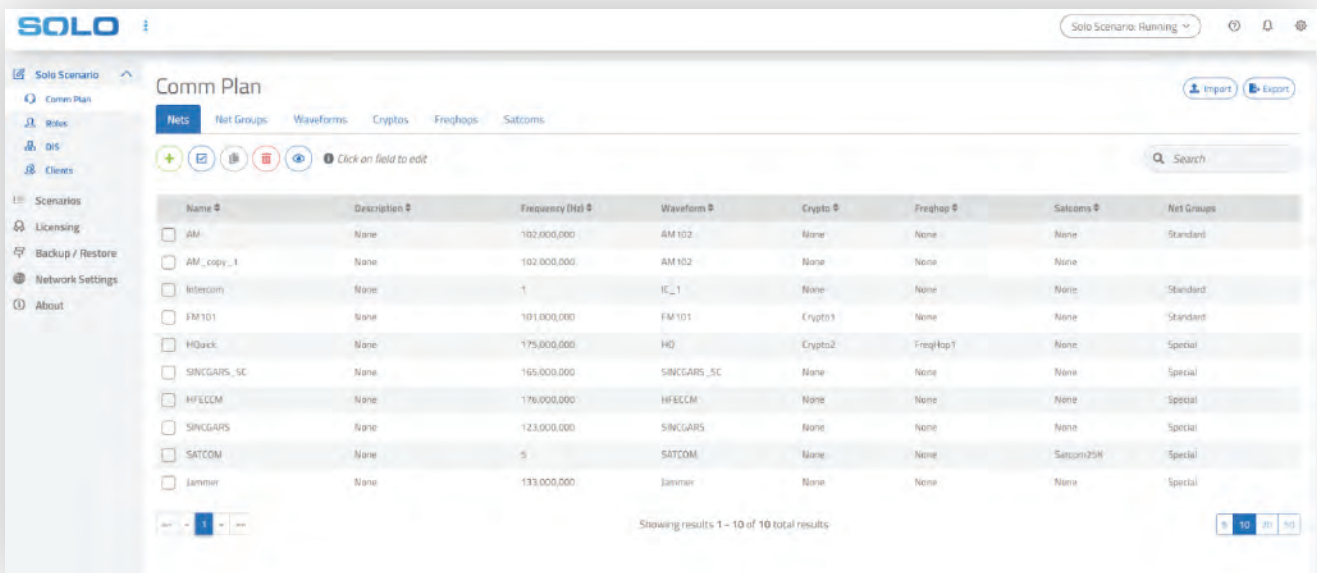 SOLO
Solo Scenario: Running
Solo Scenario
Comm Plan
Roles
DIS
Clients
Scenarios
Licensing
Backup / Restore
Network Settings
About
Comm Plan
Import Export
Nets Net Groups Waveforms Cryptos Freqhops Satcoms
Click on field to edit
Search
Name Description Frequency (Hz) Waveform Crypto Freqhop Satcoms Net Groups
AM None 102,000,000 AM102 None None None Standard
AM_copy_1 None 102,000,000 AM102 None None None
Intercom None 1 IC_1 None None None Standard
FM101 None 101,000,000 FM101 Crypto1 None None Standard
HQuick None 175,000,000 HQ Crypto2 FreqHop1 None Special
SINCGARS_SC None 165,000,000 SINCGARS_SC None None None Special
HFECCM None 176,000,000 HFECCM None None None Special
SINCGARS None 123,000,000 SINCGARS None None None Special
SATCOM None 5 SATCOM None None Satcom25K Special
Jammer None 133,000,000 Jammer None None None Special
1
Showing results 1 - 10 of 10 total results
5 10 20 50